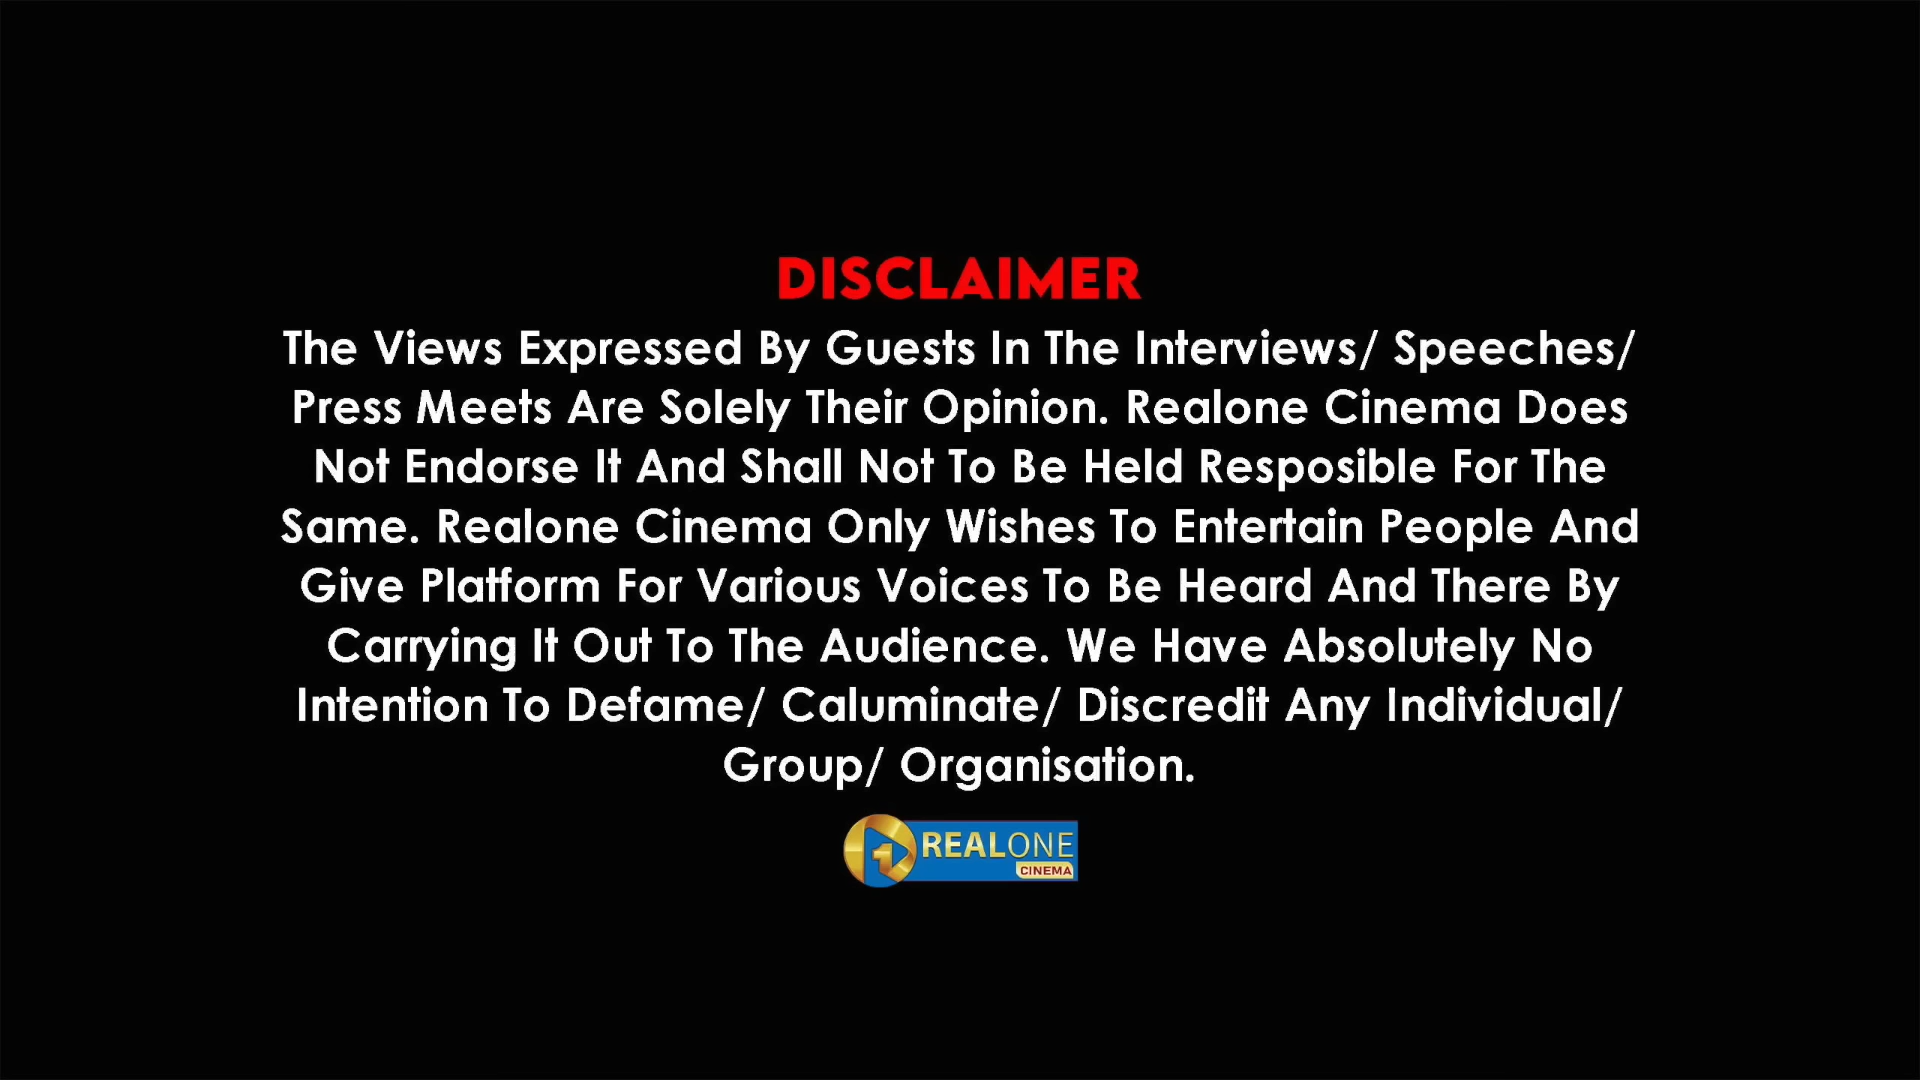 DISCLAIMER
The Views Expressed By Guests In The Interviews/ Speeches/
Press Meets Are Solely Their Opinion. Realone Cinema Does
Not Endorse It And Shall Not To Be Held Resposible For The
Same. Realone Cinema Only Wishes To Entertain People And
Give Platform For Various Voices To Be Heard And There By
Carrying It Out To The Audience. We Have Absolutely No
Intention To Defame/ Caluminate/ Discredit Any Individual/
Group/ Organisation.
1 REALONE
CINEMA